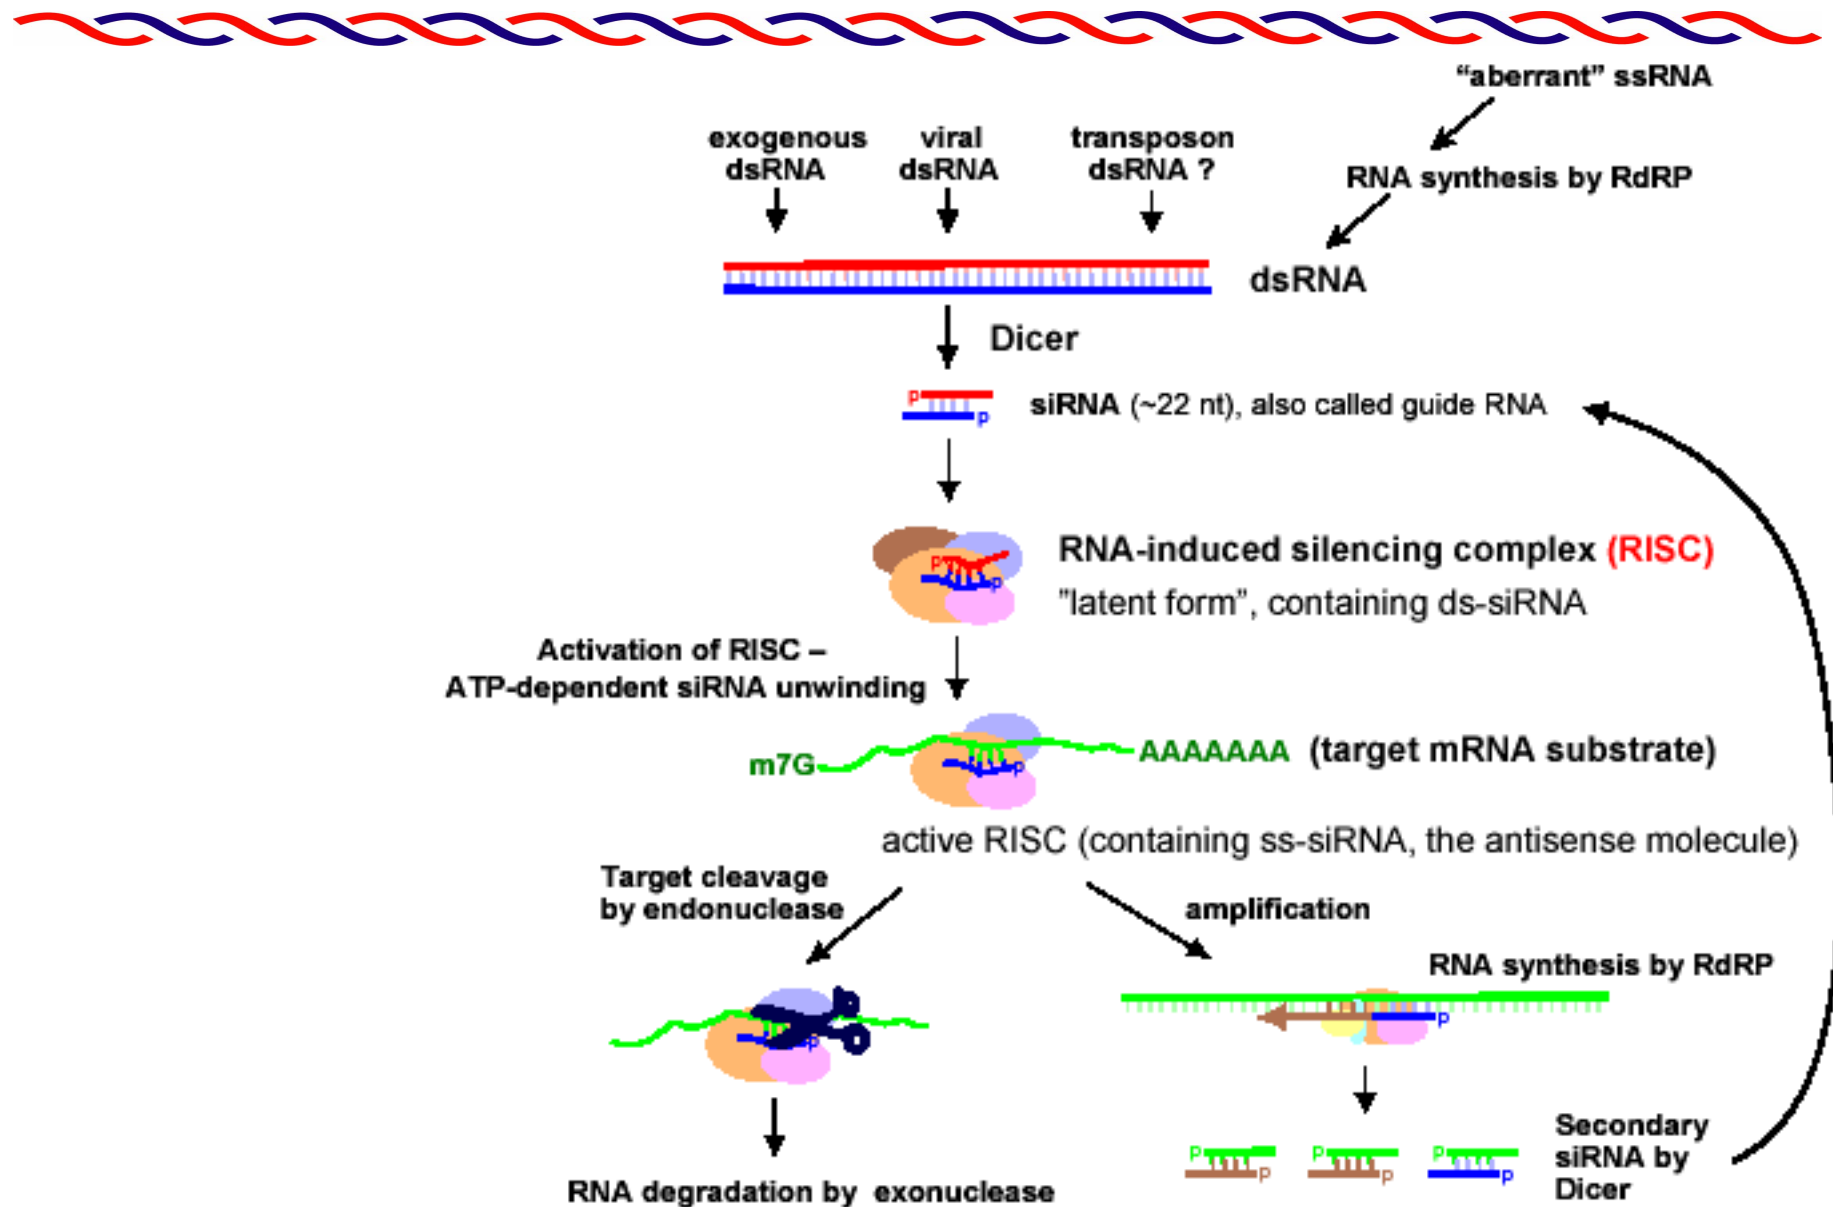 “aberrant” ssRNA
exogenous
dsRNA
viral
dsRNA
transposon
dsRNA ?
RNA synthesis by RdRP
dsRNA
Dicer
p
p
siRNA (~22 nt), also called guide RNA
RNA-induced silencing complex (RISC)
p
p
"latent form”, containing ds-siRNA
Activation of RISC –
ATP-dependent siRNA unwinding
m7G
AAAAAAA (target mRNA substrate)
p
active RISC (containing ss-siRNA, the antisense molecule)
Target cleavage
by endonuclease
amplification
RNA synthesis by RdRP
p
p
Secondary
siRNA by
Dicer
p
p
p
p
p
p
RNA degradation by exonuclease